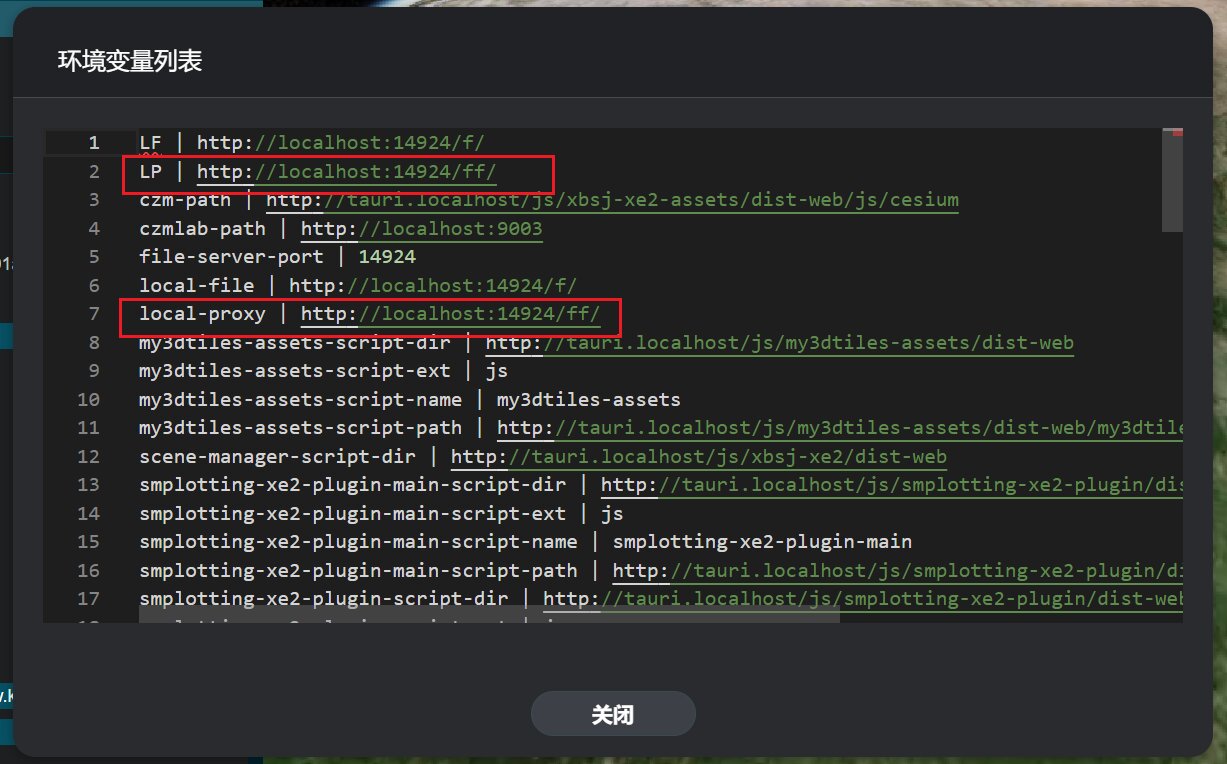 环境变量列表
1 LF | http://localhost:14924/f/
2 LP | http://localhost:14924/ff/
3 czm-path | http://tauri.localhost/js/xbsj-xe2-assets/dist-web/js/cesium
4 czmlab-path | http://localhost:9003
5 file-server-port | 14924
6 local-file | http://localhost:14924/f/
7 local-proxy | http://localhost:14924/ff/
8 my3dtiles-assets-script-dir | http://tauri.localhost/js/my3dtiles-assets/dist-web
9 my3dtiles-assets-script-ext | js
10 my3dtiles-assets-script-name | my3dtiles-assets
11 my3dtiles-assets-script-path | http://tauri.localhost/js/my3dtiles-assets/dist-web/my3dtile
12 scene-manager-script-dir | http://tauri.localhost/js/xbsj-xe2/dist-web
13 smplotting-xe2-plugin-main-script-dir | http://tauri.localhost/js/smplotting-xe2-plugin/dis
14 smplotting-xe2-plugin-main-script-ext | js
15 smplotting-xe2-plugin-main-script-name | smplotting-xe2-plugin-main
16 smplotting-xe2-plugin-main-script-path | http://tauri.localhost/js/smplotting-xe2-plugin/di
17 smplotting-xe2-plugin-script-dir | http://tauri.localhost/js/smplotting-xe2-plugin/dist-web
关闭